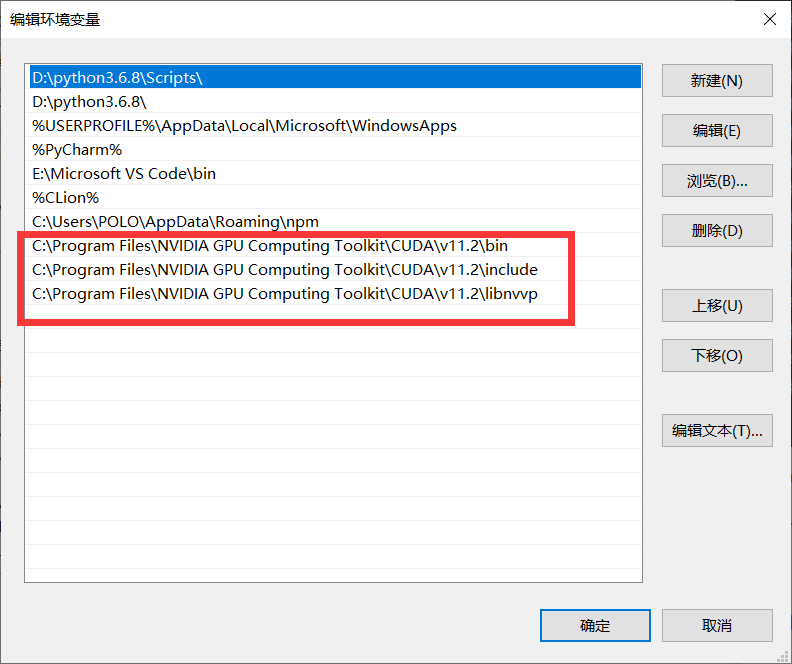 编辑环境变量
D:\python3.6.8\Scripts\
D:\python3.6.8\
%USERPROFILE%\AppData\Local\Microsoft\WindowsApps
%PyCharm%
E:\Microsoft VS Code\bin
%CLion%
C:\Users\POLO\AppData\Roaming\npm
C:\Program Files\NVIDIA GPU Computing Toolkit\CUDA\v11.2\bin
C:\Program Files\NVIDIA GPU Computing Toolkit\CUDA\v11.2\include
C:\Program Files\NVIDIA GPU Computing Toolkit\CUDA\v11.2\libnvvp
新建(N)
编辑(E)
浏览(B)...
删除(D)
上移(U)
下移(O)
编辑文本(T)...
确定
取消